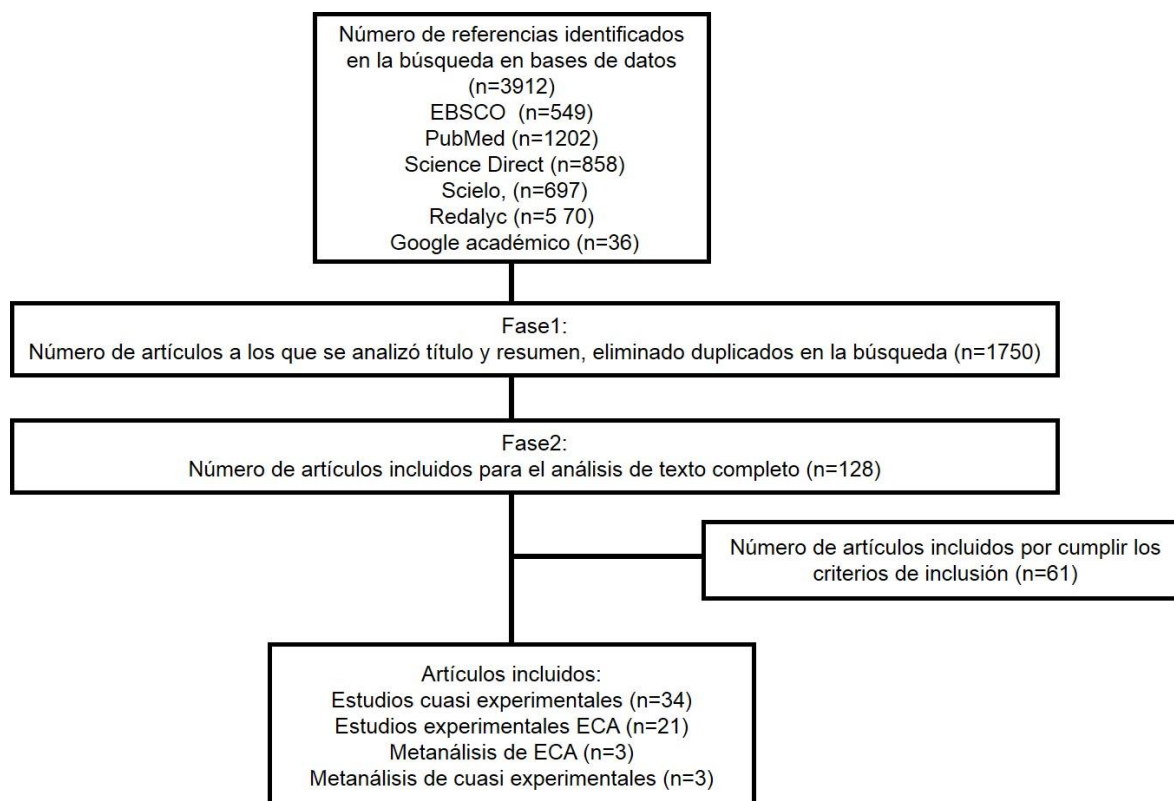 Número de referencias identificados
en la búsqueda en bases de datos
(n=3912)
EBSCO (n=549)
PubMed (n=1202)
Science Direct (n=858)
Scielo, (n=697)
Redalyc (n=5 70)
Google académico (n=36)
Fase1:
Número de artículos a los que se analizó título y resumen, eliminado duplicados en la búsqueda (n=1750)
Fase2:
Número de artículos incluidos para el análisis de texto completo (n=128)
Número de artículos incluidos por cumplir los
criterios de inclusión (n=61)
Artículos incluidos:
Estudios cuasi experimentales (n=34)
Estudios experimentales ECA (n=21)
Metanálisis de ECA (n=3)
Metanálisis de cuasi experimentales (n=3)